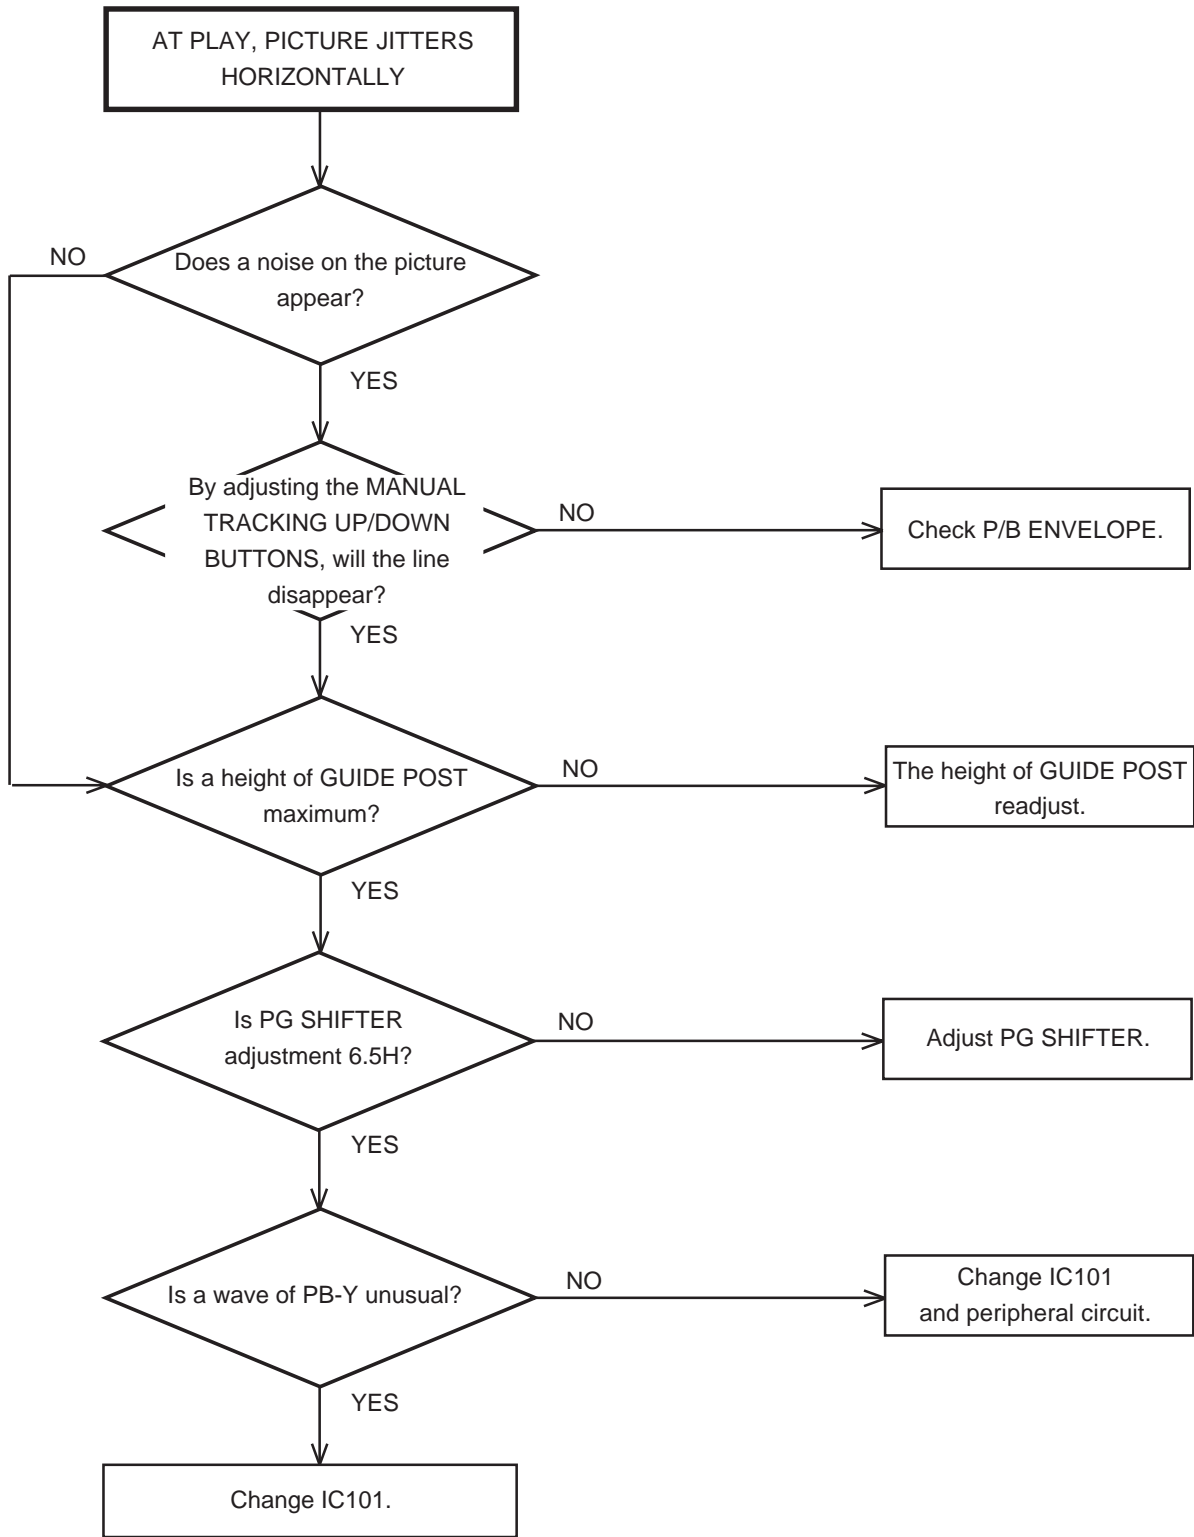 AT PLAY, PICTURE JITTERS
HORIZONTALLY
NO
Does a noise on the picture
appear?
YES
By adjusting the MANUAL
TRACKING UP/DOWN
BUTTONS, will the line
disappear?
NO
Check P/B ENVELOPE.
YES
Is a height of GUIDE POST
maximum?
NO
The height of GUIDE POST
readjust.
YES
Is PG SHIFTER
adjustment 6.5H?
NO
Adjust PG SHIFTER.
YES
Is a wave of PB-Y unusual?
NO
Change IC101
and peripheral circuit.
YES
Change IC101.